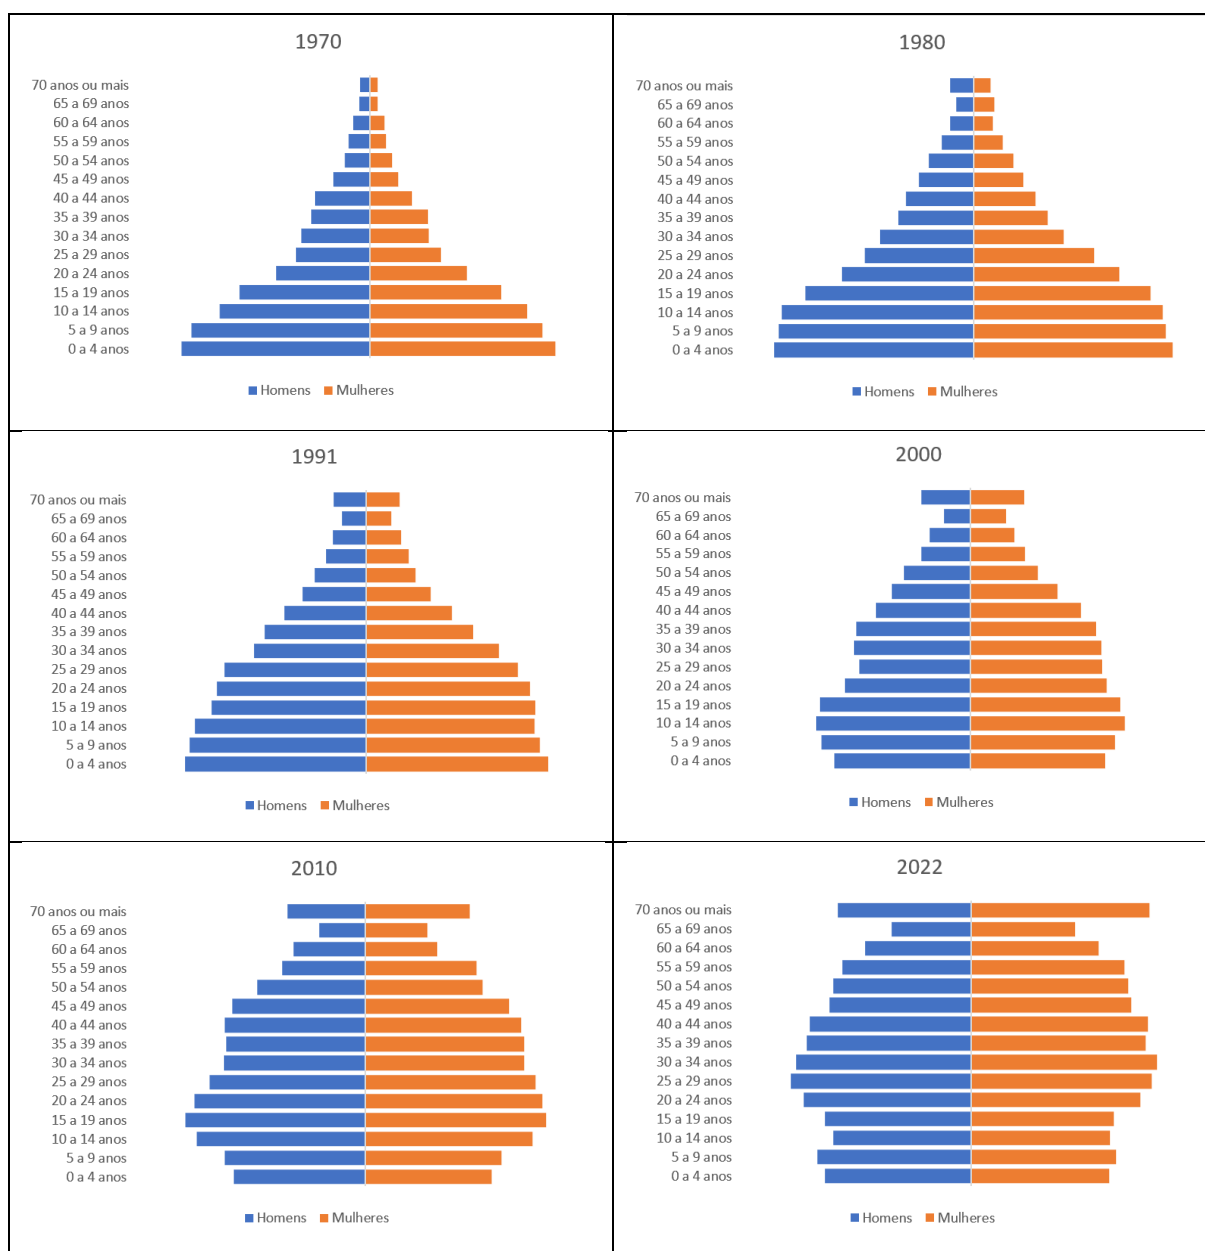 1970
70 anos ou mais
65 a 69 anos
60 a 64 anos
55 a 59 anos
50 a 54 anos
45 a 49 anos
40 a 44 anos
35 a 39 anos
30 a 34 anos
25 a 29 anos
20 a 24 anos
15 a 19 anos
10 a 14 anos
5 a 9 anos
0 a 4 anos
Homens Mulheres
1980
70 anos ou mais
65 a 69 anos
60 a 64 anos
55 a 59 anos
50 a 54 anos
45 a 49 anos
40 a 44 anos
35 a 39 anos
30 a 34 anos
25 a 29 anos
20 a 24 anos
15 a 19 anos
10 a 14 anos
5 a 9 anos
0 a 4 anos
Homens Mulheres
1991
70 anos ou mais
65 a 69 anos
60 a 64 anos
55 a 59 anos
50 a 54 anos
45 a 49 anos
40 a 44 anos
35 a 39 anos
30 a 34 anos
25 a 29 anos
20 a 24 anos
15 a 19 anos
10 a 14 anos
5 a 9 anos
0 a 4 anos
Homens Mulheres
2000
70 anos ou mais
65 a 69 anos
60 a 64 anos
55 a 59 anos
50 a 54 anos
45 a 49 anos
40 a 44 anos
35 a 39 anos
30 a 34 anos
25 a 29 anos
20 a 24 anos
15 a 19 anos
10 a 14 anos
5 a 9 anos
0 a 4 anos
Homens Mulheres
2010
70 anos ou mais
65 a 69 anos
60 a 64 anos
55 a 59 anos
50 a 54 anos
45 a 49 anos
40 a 44 anos
35 a 39 anos
30 a 34 anos
25 a 29 anos
20 a 24 anos
15 a 19 anos
10 a 14 anos
5 a 9 anos
0 a 4 anos
Homens Mulheres
2022
70 anos ou mais
65 a 69 anos
60 a 64 anos
55 a 59 anos
50 a 54 anos
45 a 49 anos
40 a 44 anos
35 a 39 anos
30 a 34 anos
25 a 29 anos
20 a 24 anos
15 a 19 anos
10 a 14 anos
5 a 9 anos
0 a 4 anos
Homens Mulheres